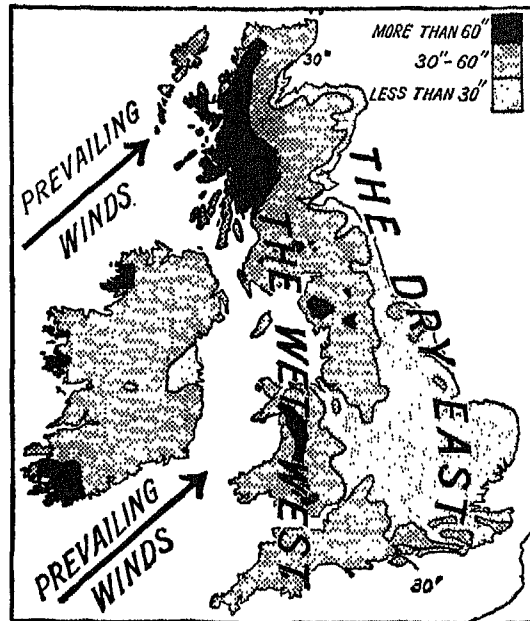 MORE THAN 60"
30"-60"
LESS THAN 30"
30"
PREVAILING
WINDS.
THE DRY EAST
THE WET WEST
PREVAILING
WINDS
30"